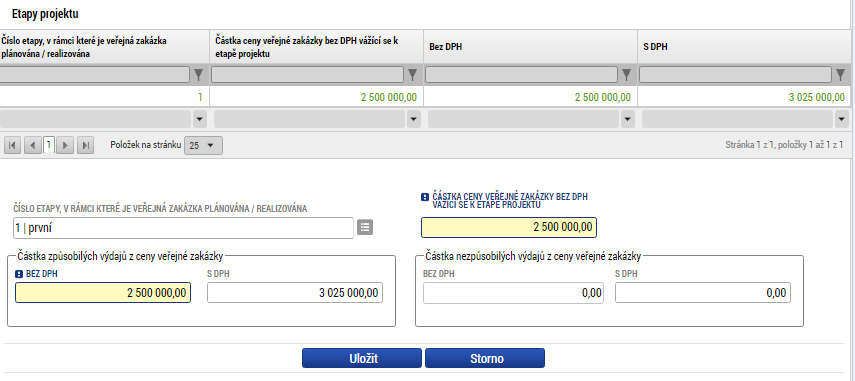 Etapy projektu
Číslo etapy, v rámci které je veřejná zakázka
plánována / realizována
Částka ceny veřejné zakázky bez DPH vážící se k
etapě projektu
Bez DPH
S DPH
1
2 500 000,00
2 500 000,00
3 025 000,00
1
Položek na stránku
25
Stránka 1 z 1, položky 1 až 1 z 1
ČÍSLO ETAPY, V RÁMCI KTERÉ JE VEŘEJNÁ ZAKÁZKA PLÁNOVÁNA / REALIZOVÁNA
1 | první
ČÁSTKA CENY VEŘEJNÉ ZAKÁZKY BEZ DPH
VÁŽÍCÍ SE K ETAPĚ PROJEKTU
2 500 000,00
Částka způsobilých výdajů z ceny veřejné zakázky
BEZ DPH
S DPH
2 500 000,00
3 025 000,00
Částka nezpůsobilých výdajů z ceny veřejné zakázky
BEZ DPH
S DPH
0,00
0,00
Uložit
Storno